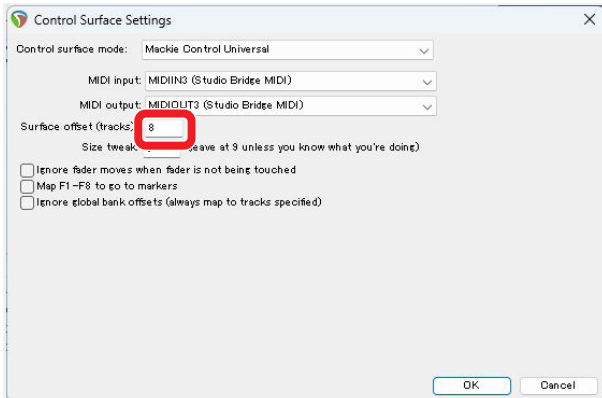 Control Surface Settings
Control surface mode: Mackie Control Universal
MIDI input: MIDIIN3 (Studio Bridge MIDI)
MIDI output: MIDIOUT3 (Studio Bridge MIDI)
Surface offset (tracks) 8
Size tweak at 9 unless you know what you're doing)
Ignore fader moves when fader is not being touched
Map F1-F8 to go to markers
Ignore global bank offsets (always map to tracks specified)
OK Cancel